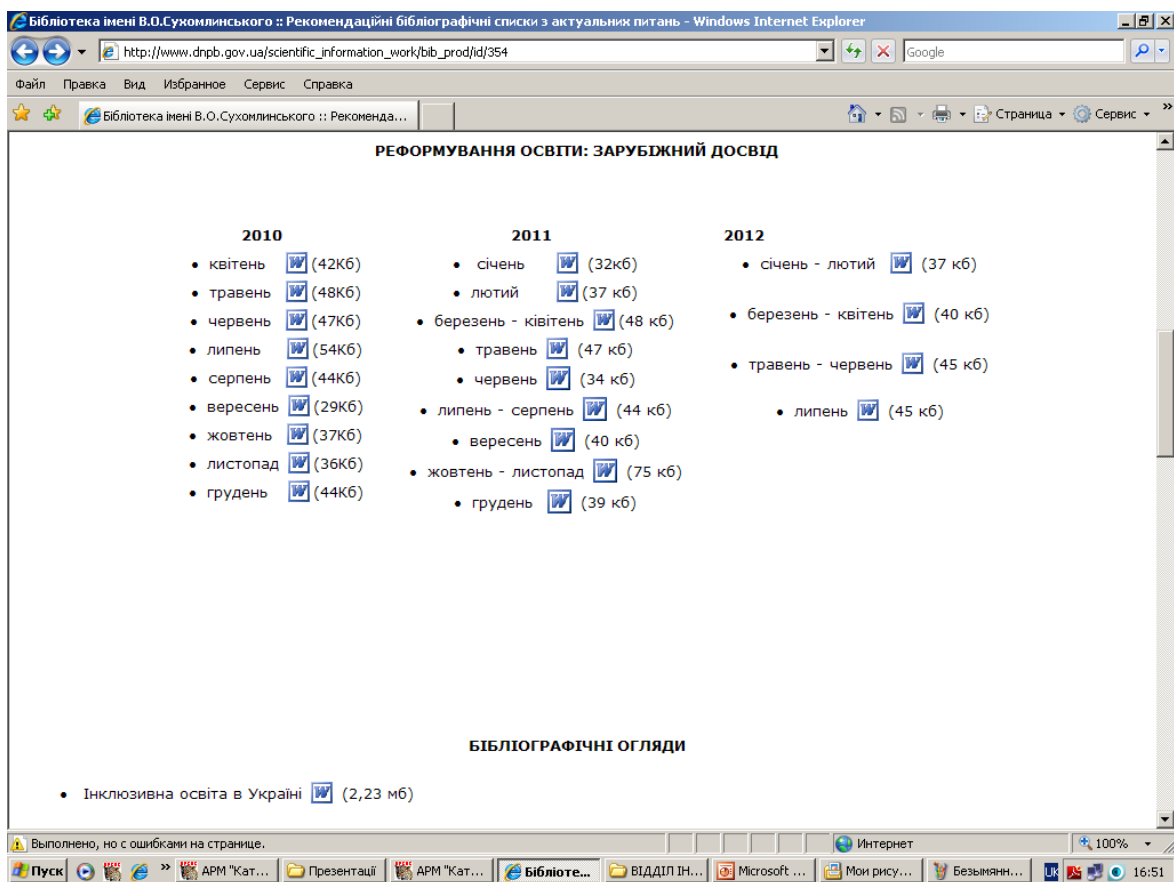 Бібліотека імені В.О.Сухомлинського :: Рекомендаційні бібліографічні списки з актуальних питань - Windows Internet Explorer
http://www.dnpb.gov.ua/scientific_information_work/bib_prod/id/354
Google
Файл Правка Вид Избранное Сервис Справка
Бібліотека імені В.О.Сухомлинського :: Рекоменда...
Страница Сервис »
РЕФОРМУВАННЯ ОСВІТИ: ЗАРУБІЖНИЙ ДОСВІД
2010
• квітень (42Кб)
• травень (48Кб)
• червень (47Кб)
• липень (54Кб)
• серпень (44Кб)
• вересень (29Кб)
• жовтень (37Кб)
• листопад (36Кб)
• грудень (44Кб)
2011
• січень (32кб)
• лютий (37 кб)
• березень - ківітень (48 кб)
• травень (47 кб)
• червень (34 кб)
• липень - серпень (44 кб)
• вересень (40 кб)
• жовтень - листопад (75 кб)
• грудень (39 кб)
2012
• січень - лютий (37 кб)
• березень - квітень (40 кб)
• травень - червень (45 кб)
• липень (45 кб)
БІБЛІОГРАФІЧНІ ОГЛЯДИ
• Інклюзивна освіта в Україні (2,23 мб)
Выполнено, но с ошибками на странице.
Интернет
100%
Пуск » АРМ "Кат... Презентації АРМ "Кат... Бібліоте... ВІДДІЛ ІН... Microsoft ... Мои рису... Безымянн... UK 16:51